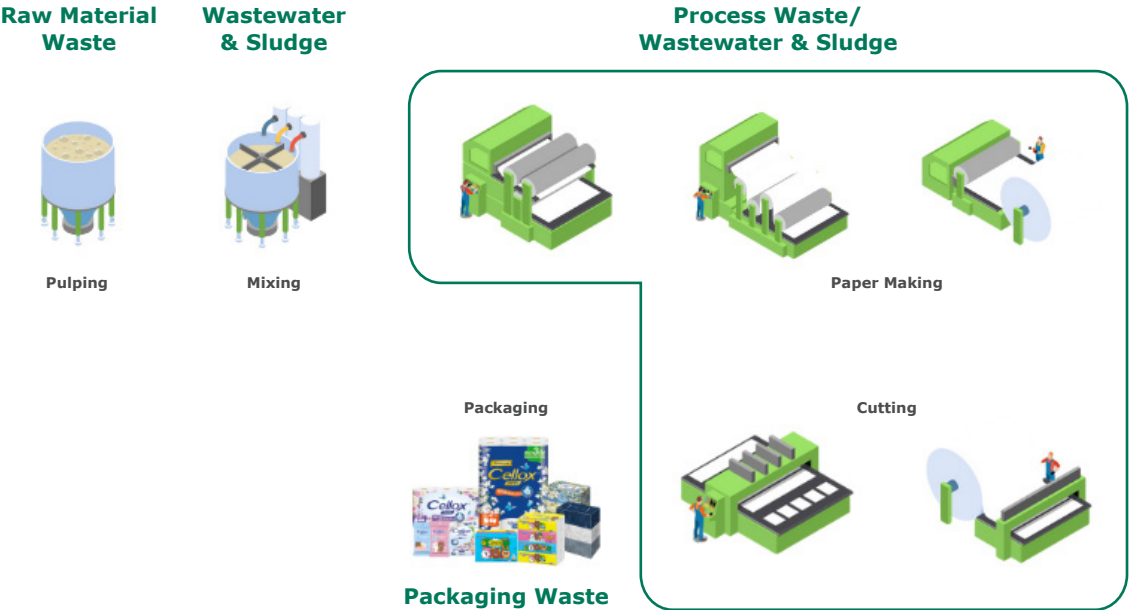 Raw Material
Waste
Wastewater
& Sludge
Process Waste/
Wastewater & Sludge
Pulping
Mixing
Paper Making
Packaging
Cutting
Cellox
Cellox
Packaging Waste